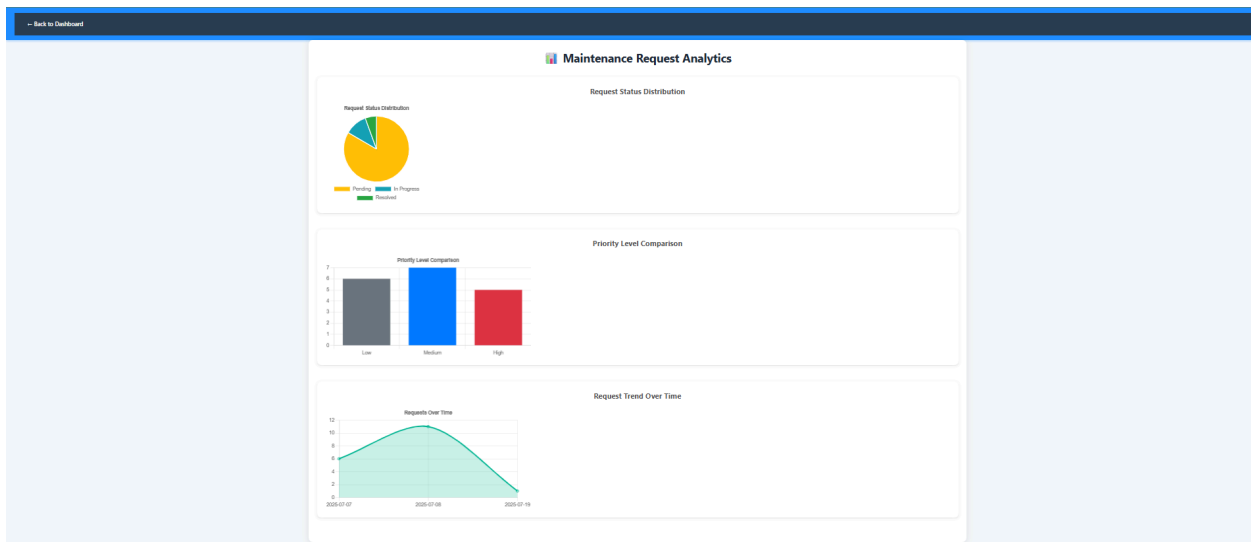 ← Back to Dashboard
Maintenance Request Analytics
Request Status Distribution
Request Status Distribution
Pending In Progress
Resolved
Priority Level Comparison
Priority Level Comparison
7
6
5
4
3
2
1
0
Low Medium High
Request Trend Over Time
Requests Over Time
12
10
8
6
4
2
0
2025-07-07 2025-07-08 2025-07-19